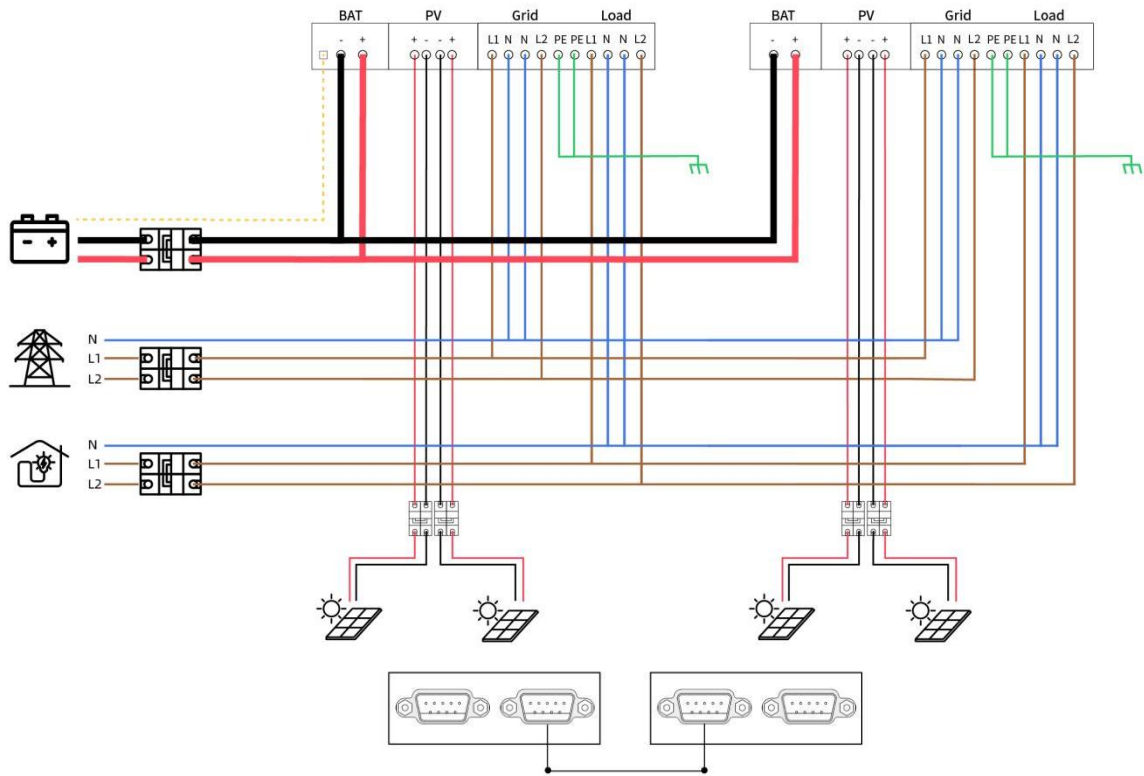 BAT PV Grid Load BAT PV Grid Load
- + + - - + L1 N N L2 PE PE L1 N N L2 - + + - - + L1 N N L2 PE PE L1 N N L2
- +
N
L1
L2
N
L1
L2